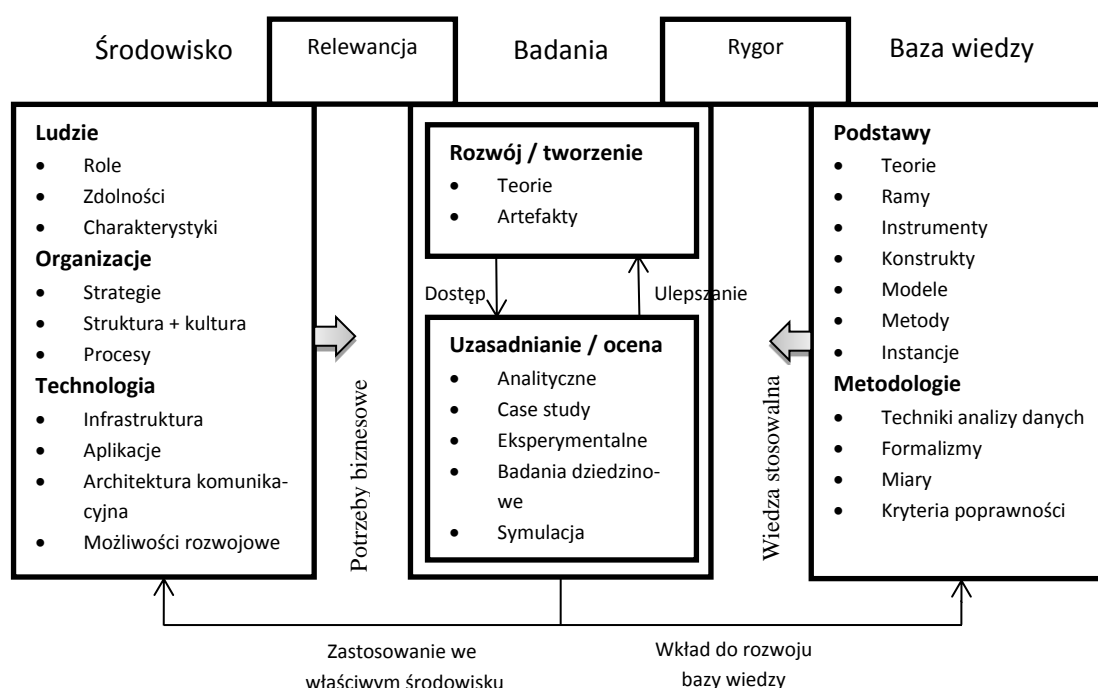 Środowisko
Relewancja
Badania
Rygor
Baza wiedzy
Ludzie
• Role
• Zdolności
• Charakterystyki
Organizacje
• Strategie
• Struktura + kultura
• Procesy
Technologia
• Infrastruktura
• Aplikacje
• Architektura komunika-
cyjna
• Możliwości rozwojowe
Potrzeby biznesowe
Rozwój / tworzenie
• Teorie
• Artefakty
Dostęp
Ulepszanie
Uzasadnianie / ocena
• Analityczne
• Case study
• Eksperymentalne
• Badania dziedzino-
we
• Symulacja
Wiedza stosowalna
Podstawy
• Teorie
• Ramy
• Instrumenty
• Konstrukty
• Modele
• Metody
• Instancje
Metodologie
• Techniki analizy danych
• Formalizmy
• Miary
• Kryteria poprawności
Zastosowanie we
właściwym środowisku
Wkład do rozwoju
bazy wiedzy